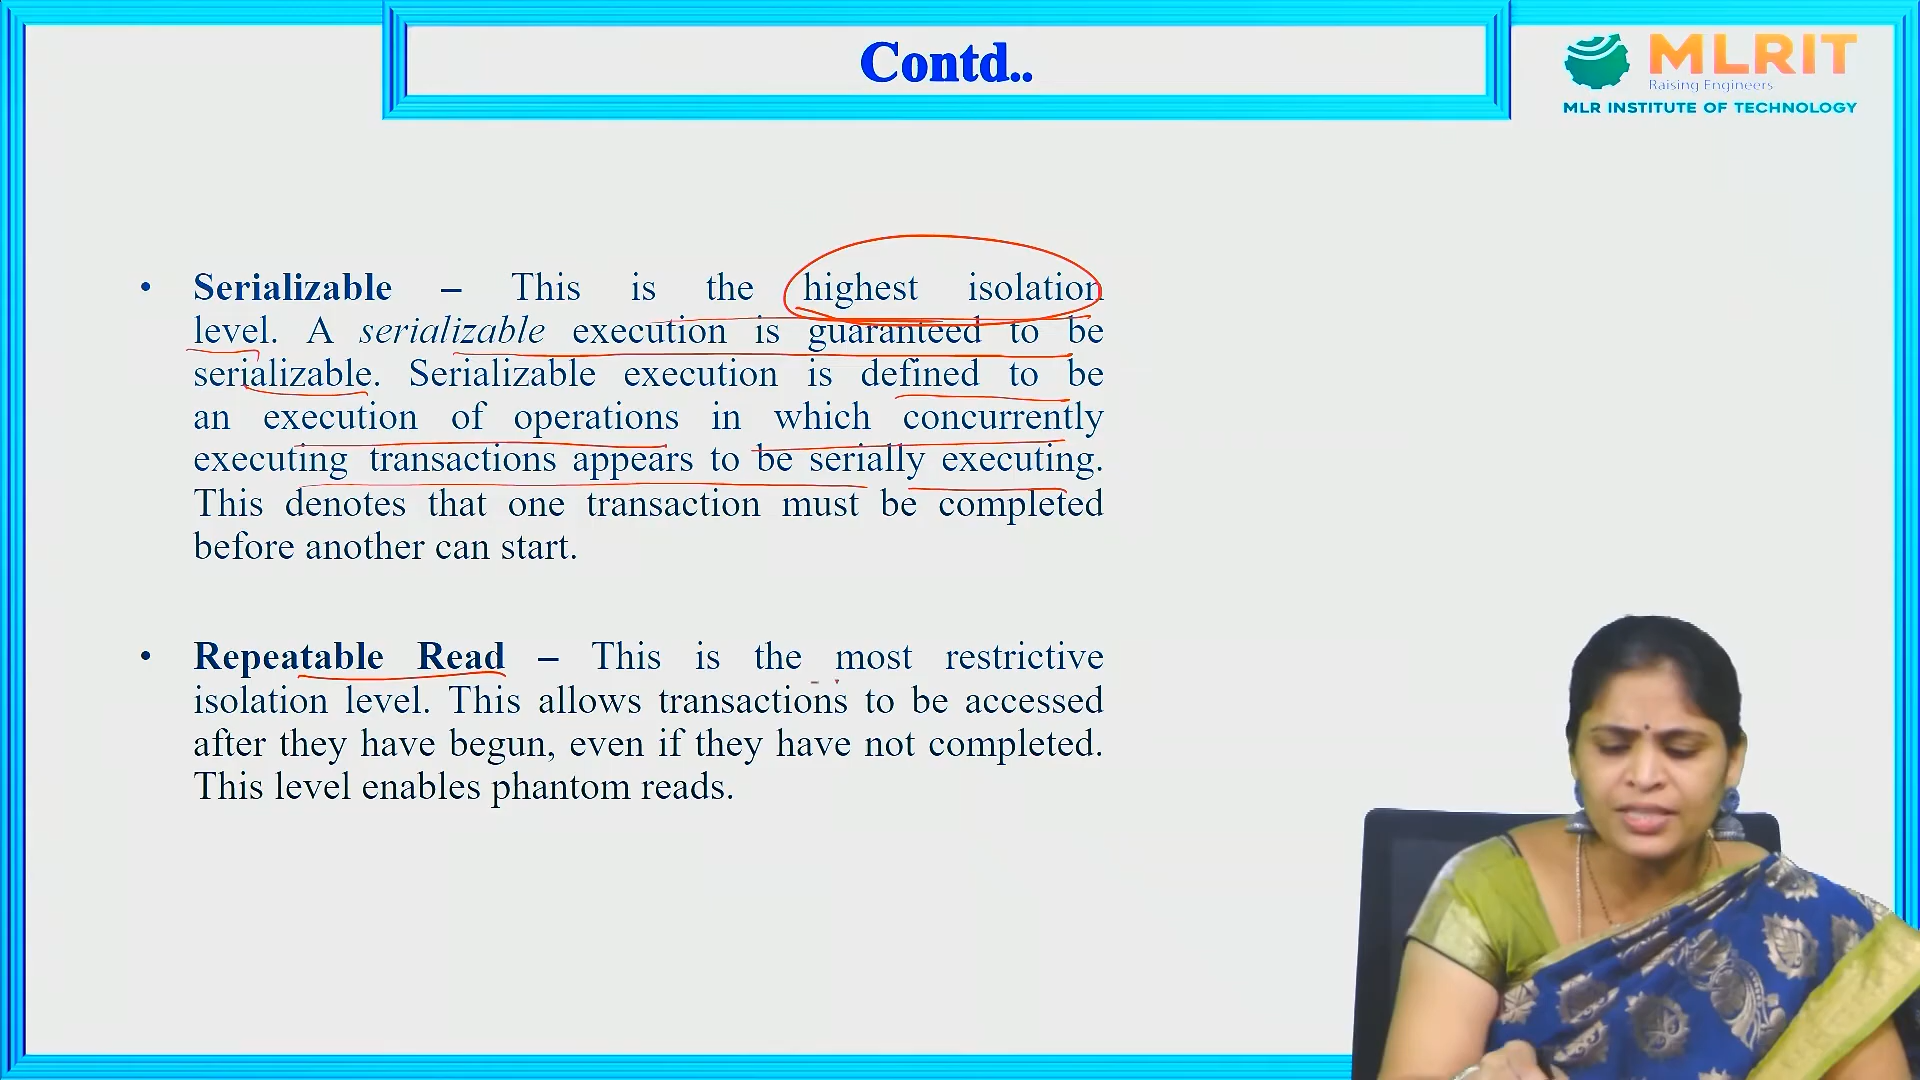 Contd..
MLRIT
Raising Engineers
MLR INSTITUTE OF TECHNOLOGY
• Serializable – This is the highest isolation
level. A serializable execution is guaranteed to be
serializable. Serializable execution is defined to be
an execution of operations in which concurrently
executing transactions appears to be serially executing.
This denotes that one transaction must be completed
before another can start.
• Repeatable Read – This is the most restrictive
isolation level. This allows transactions to be accessed
after they have begun, even if they have not completed.
This level enables phantom reads.